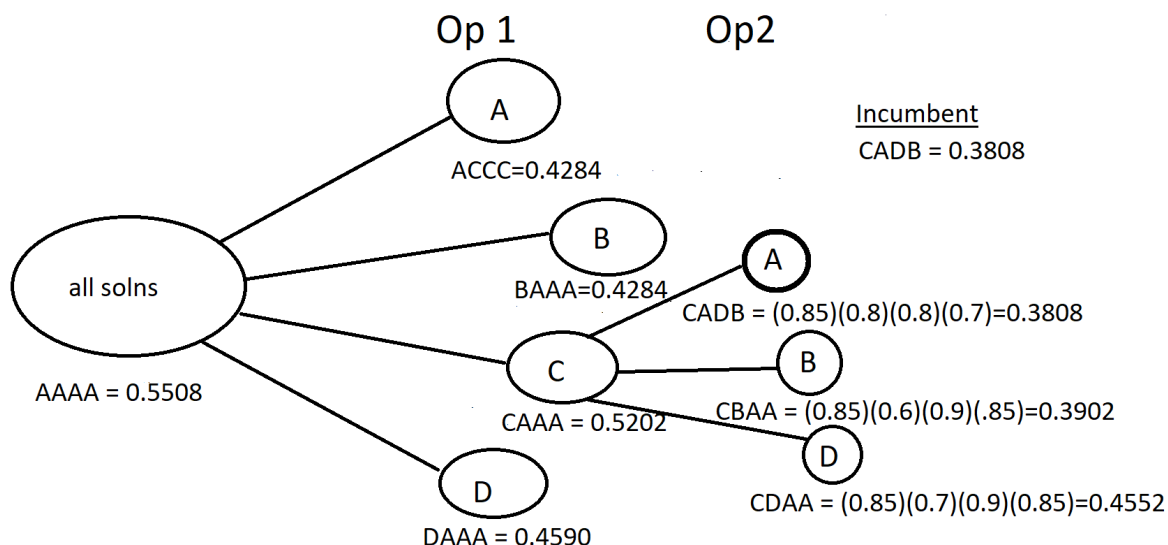 Op 1
Op2
A
Incumbent
CADB = 0.3808
ACCC=0.4284
B
A
all solns
BAAA=0.4284
CADB = (0.85)(0.8)(0.8)(0.7)=0.3808
C
B
AAAA = 0.5508
CAAA = 0.5202
CBAA = (0.85)(0.6)(0.9)(.85)=0.3902
D
D
CDAA = (0.85)(0.7)(0.9)(0.85)=0.4552
DAAA = 0.4590